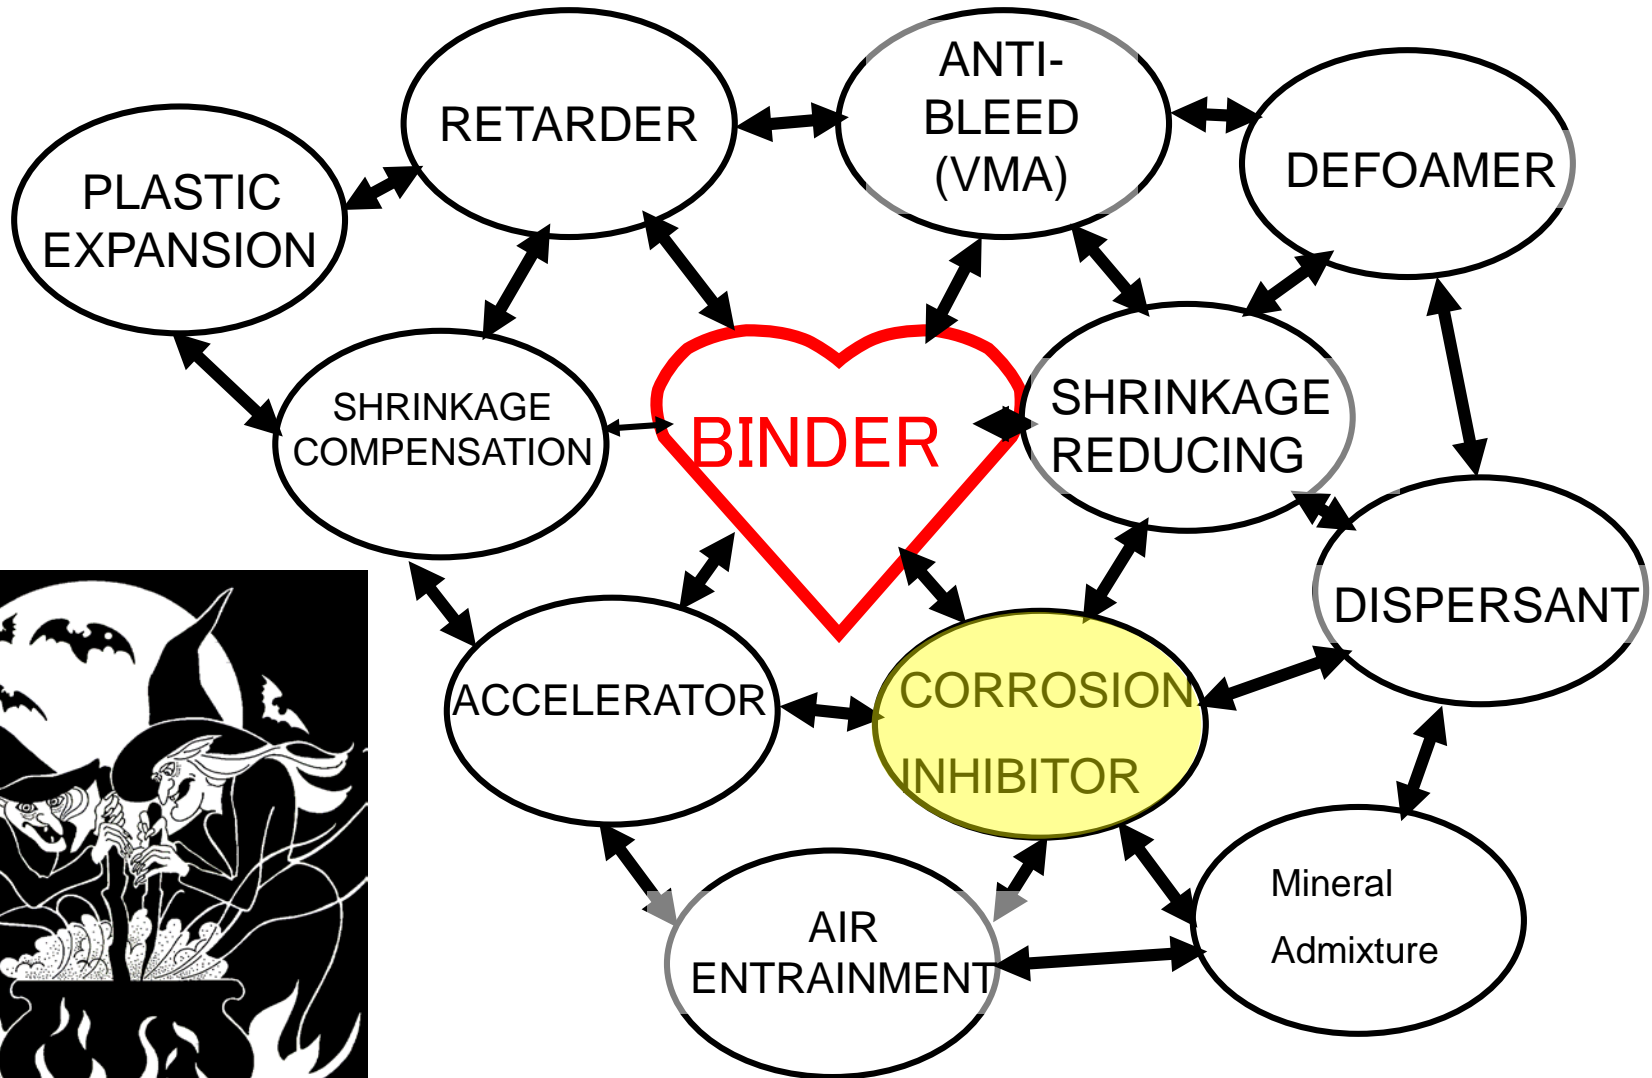 RETARDER
ANTI-
BLEED
(VMA)
DEFOAMER
PLASTIC
EXPANSION
SHRINKAGE
COMPENSATION
BINDER
SHRINKAGE
REDUCING
DISPERSANT
ACCELERATOR
CORROSION
INHIBITOR
AIR
ENTRAINMENT
Mineral
Admixture